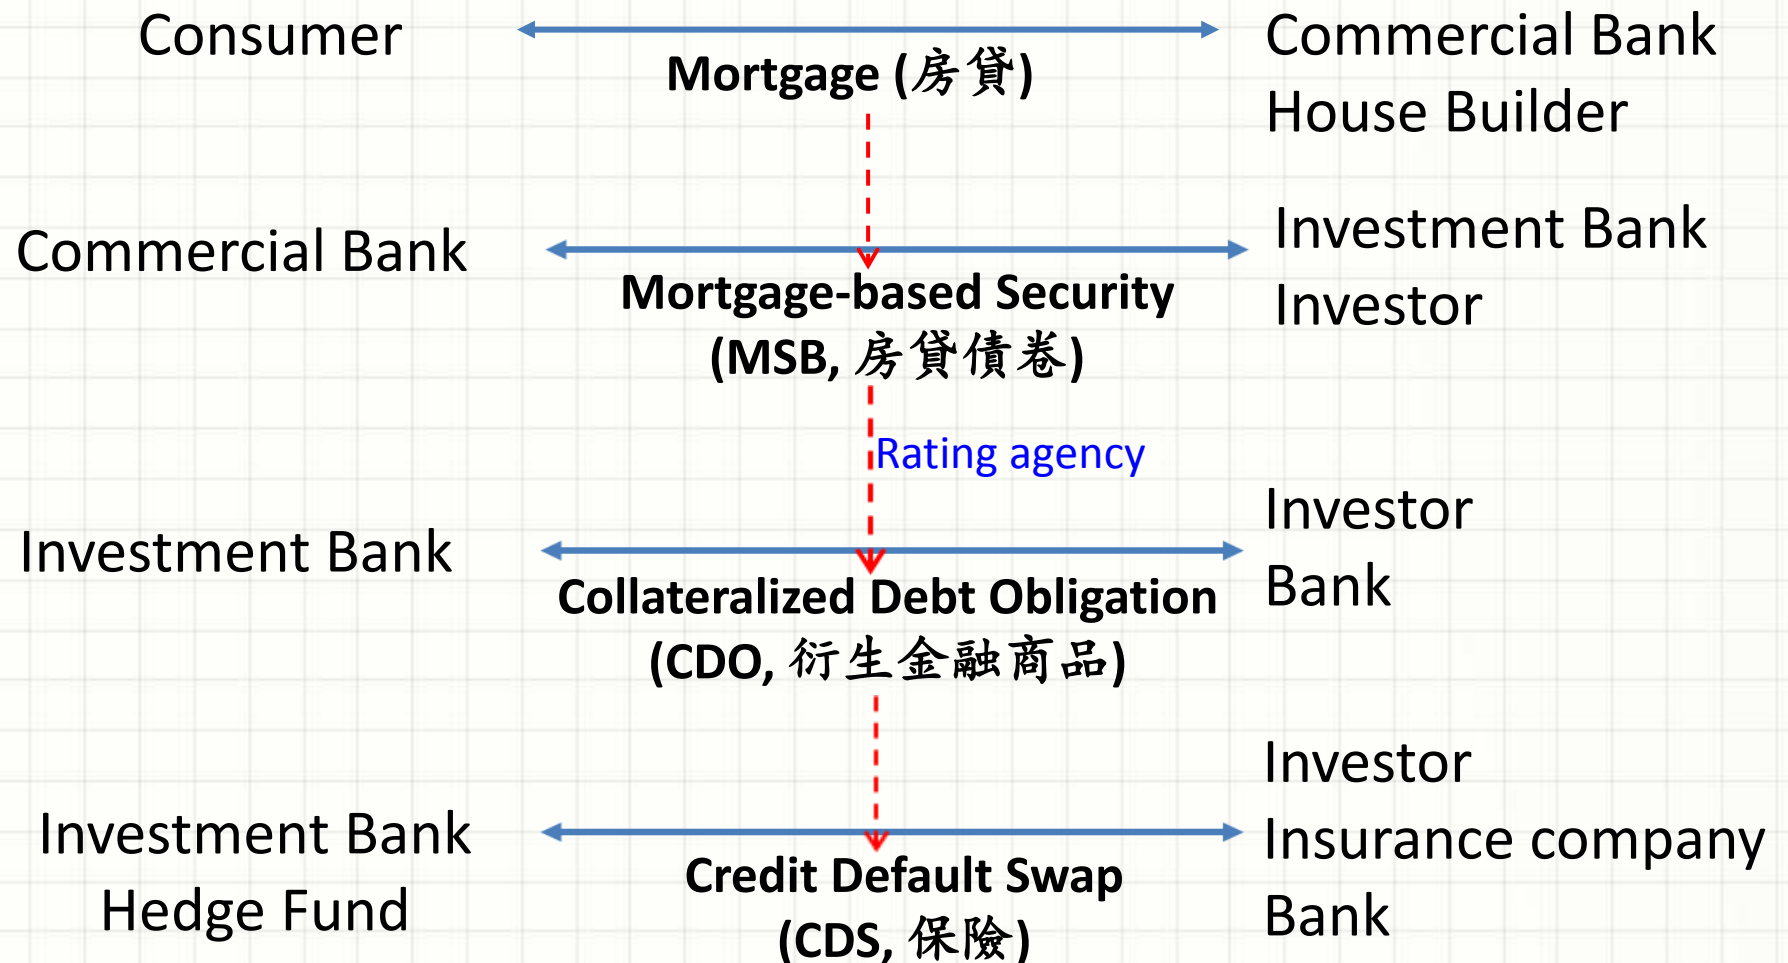 Consumer
Mortgage (房貸)
Commercial Bank
House Builder
Commercial Bank
Mortgage-based Security
(MSB, 房貸債卷)
Investment Bank
Investor
Rating agency
Investment Bank
Collateralized Debt Obligation
(CDO, 衍生金融商品)
Investor
Bank
Investment Bank
Hedge Fund
Credit Default Swap
(CDS, 保險)
Investor
Insurance company
Bank